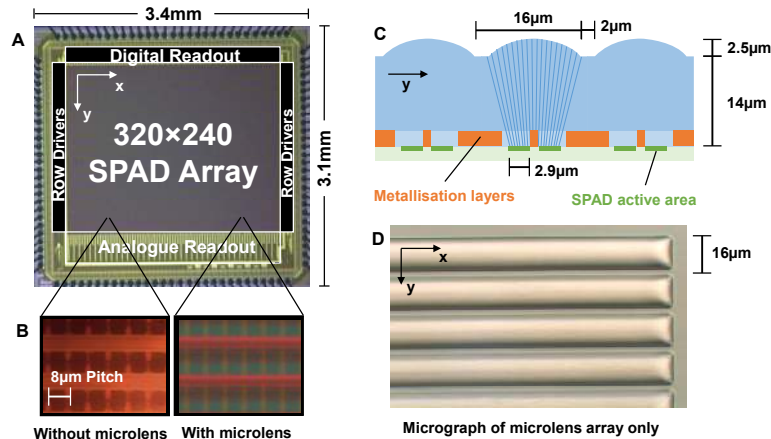 3.4mm
A
Digital Readout
x
y
Row Drivers
320×240
SPAD Array
Row Drivers
3.1mm
Analogue Readout
B
8µm Pitch
Without microlens
With microlens
C
16µm
2µm
2.5µm
y
14µm
2.9µm
Metallisation layers
SPAD active area
D
x
y
16µm
Micrograph of microlens array only